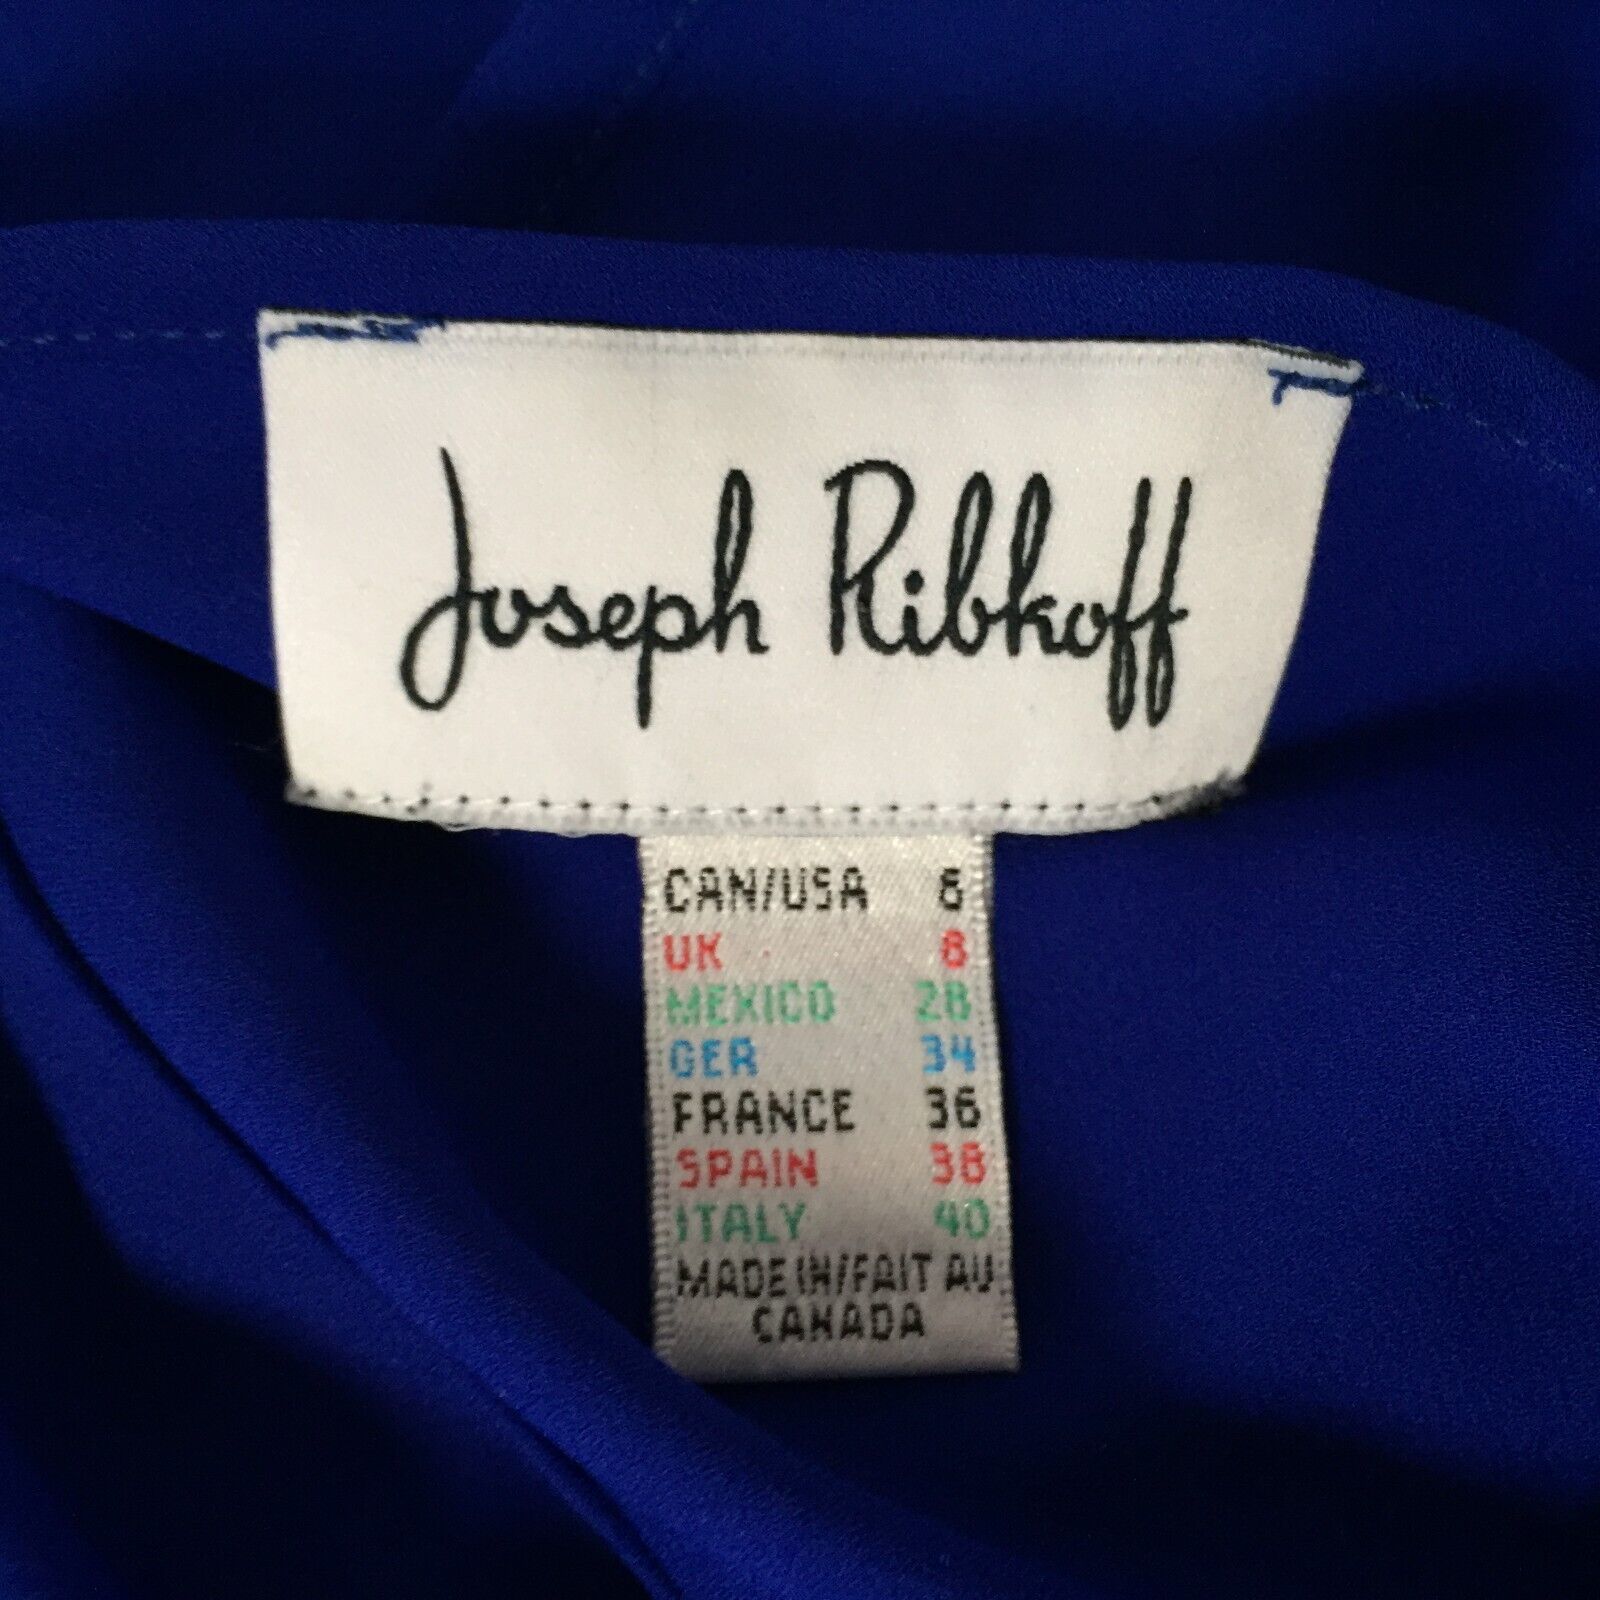 Joseph Ribkoff
CAN/USA 6
UK 8
MEXICO 28
GER 34
FRANCE 36
SPAIN 38
ITALY 40
MADE IN/FAIT AU
CANADA